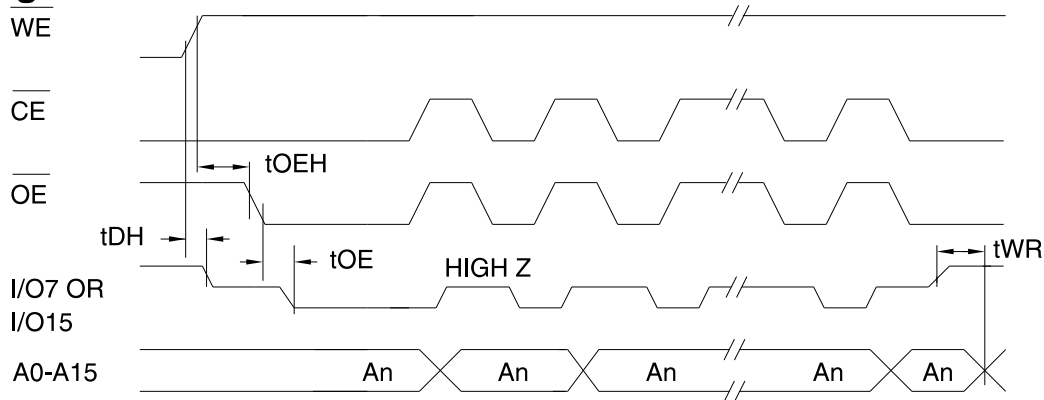 WE
CE
tOEH
OE
tDH
tOE
HIGH Z
tWR
I/O7 OR
I/O15
A0-A15 An An An An An